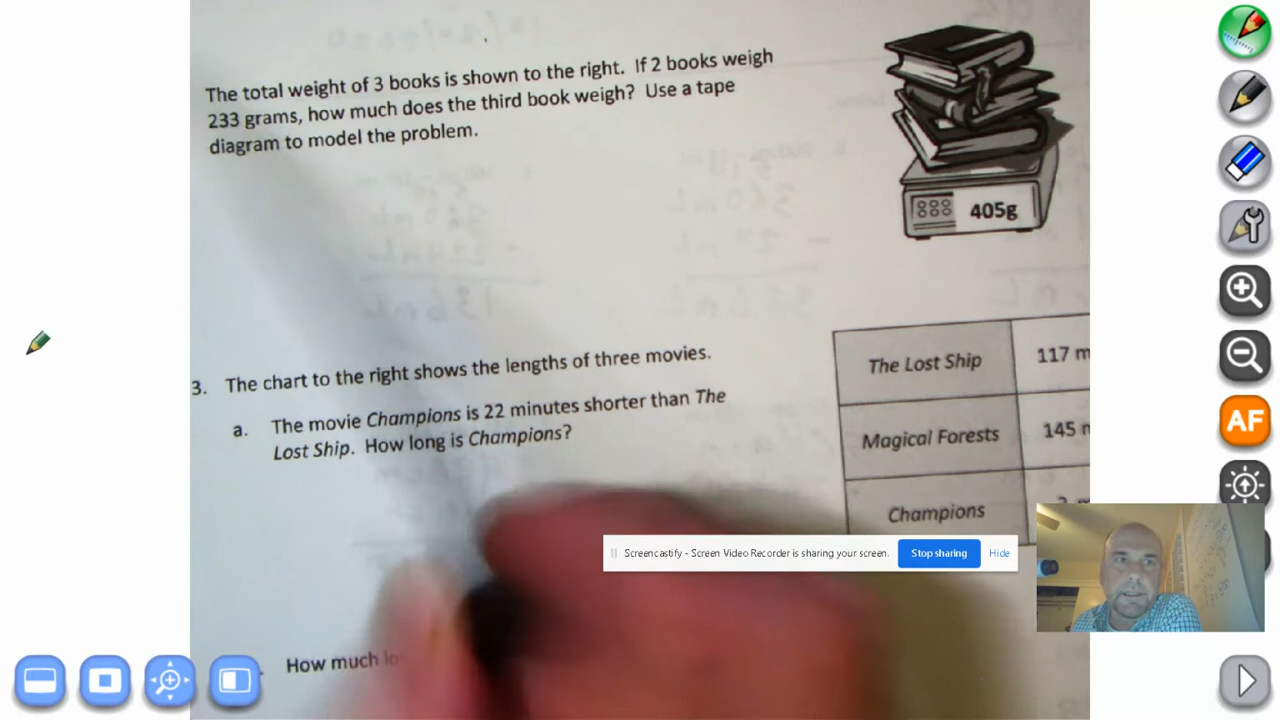 The total weight of 3 books is shown to the right. If 2 books weigh
233 grams, how much does the third book weigh? Use a tape
diagram to model the problem.
405g
3. The chart to the right shows the lengths of three movies.
a. The movie Champions is 22 minutes shorter than The
Lost Ship. How long is Champions?
The Lost Ship 117 m
Magical Forests 145 m
Champions
Screencastify - Screen Video Recorder is sharing your screen. Stop sharing Hide
How much lo
AF